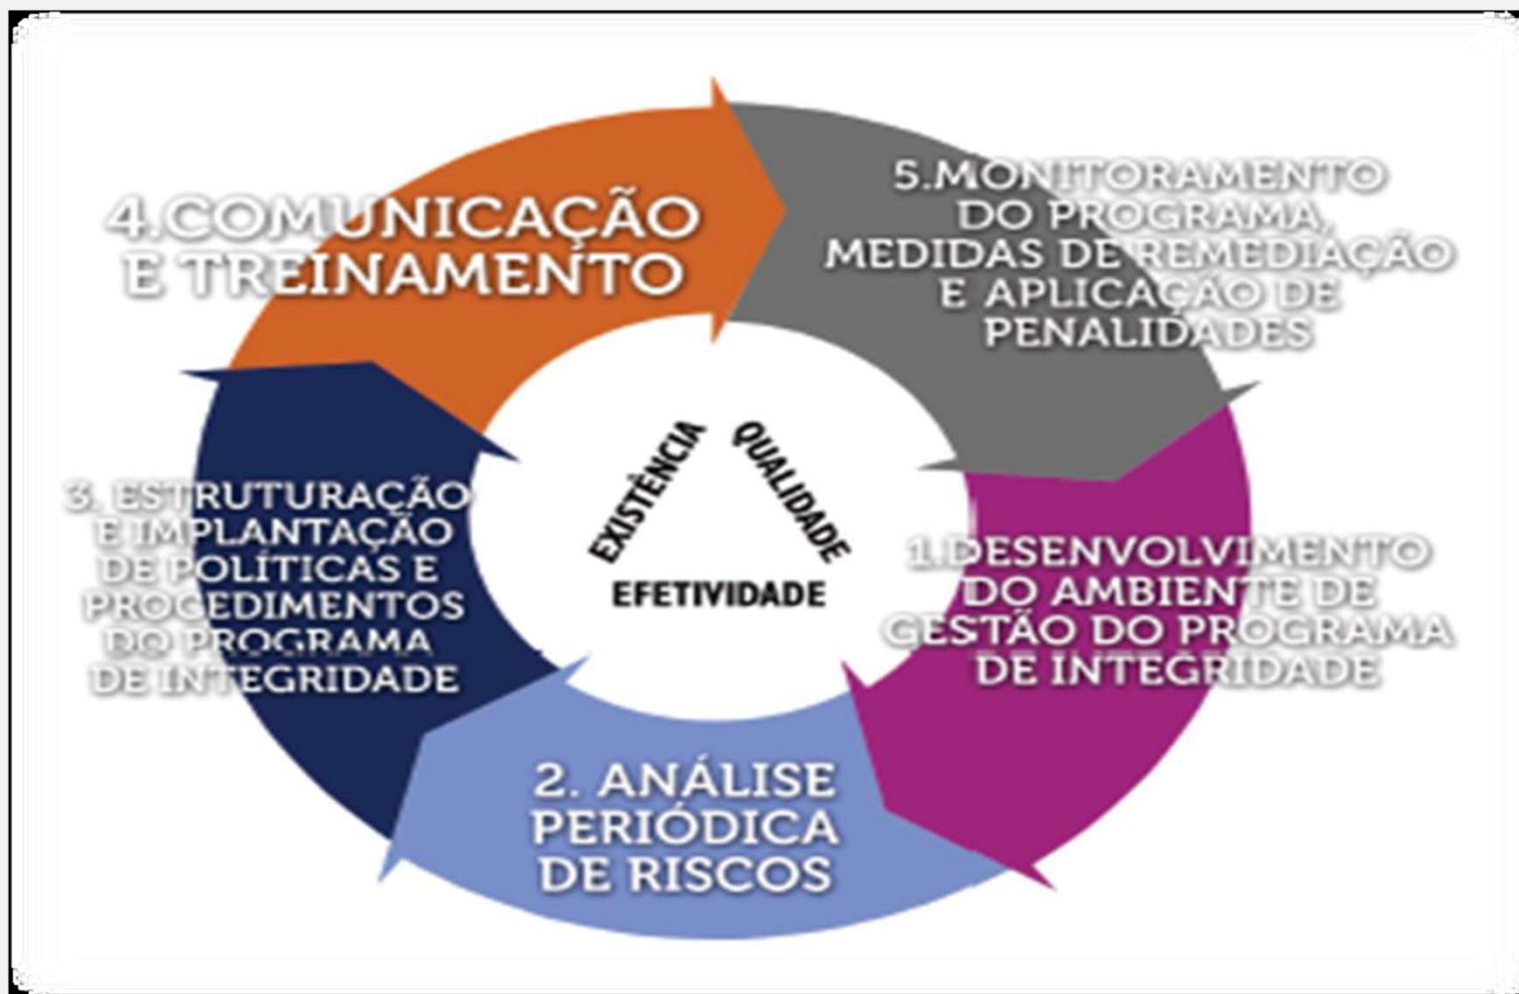 4.COMUNICAÇÃO
E TREINAMENTO
5.MONITORAMENTO
DO PROGRAMA,
MEDIDAS DE REMEDIAÇÃO
E APLICAÇÃO DE
PENALIDADES
EXISTÊNCIA
QUALIDADE
EFETIVIDADE
3. ESTRUTURAÇÃO
E IMPLANTAÇÃO
DE POLÍTICAS E
PROCEDIMENTOS
DO PROGRAMA
DE INTEGRIDADE
1.DESENVOLVIMENTO
DO AMBIENTE DE
GESTÃO DO PROGRAMA
DE INTEGRIDADE
2. ANÁLISE
PERIÓDICA
DE RISCOS